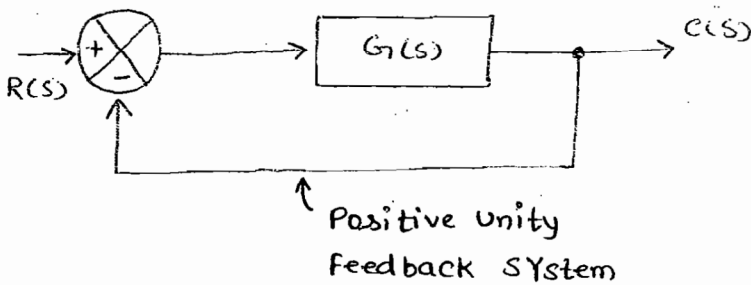 R(S)
+
-
G(S)
C(S)
Positive Unity
Feedback SYstem